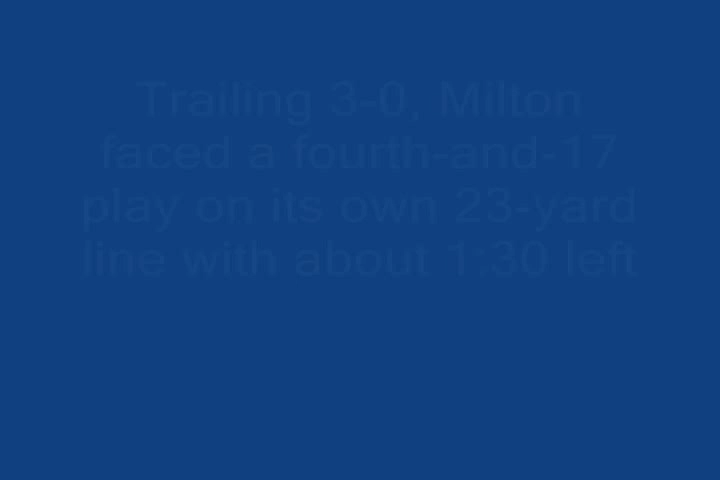 Trailing 3-0, Milton
faced a fourth-and-17
play on its own 23-yard
line with about 1:30 left